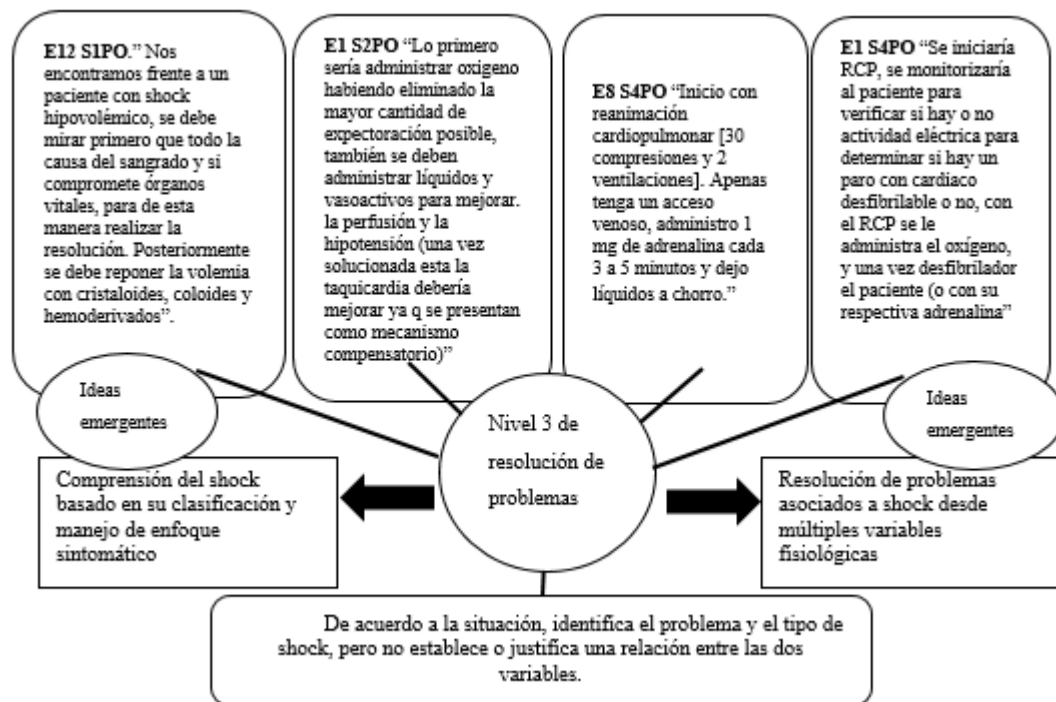 E12 S1PO.” Nos
encontramos frente a un
paciente con shock
hipovolémico, se debe
mirar primero que todo la
causa del sangrado y si
compromete órganos
vitales, para de esta
manera realizar la
resolución. Posteriormente
se debe reponer la volemia
con cristaloides, coloides y
hemoderivados”.
E1 S2PO “Lo primero
sería administrar oxigeno
habiendo eliminado la
mayor cantidad de
expectoración posible,
también se deben
administrar líquidos y
vasoactivos para mejorar.
la perfusión y la
hipotensión (una vez
solucionada esta la
taquicardia debería
mejorar ya q se presentan
como mecanismo
compensatorio)”
E8 S4PO “Inicio con
reanimación
cardiopulmonar [30
compresiones y 2
ventilaciones]. Apenas
tenga un acceso
venoso, administro 1
mg de adrenalina cada
3 a 5 minutos y dejo
líquidos a chorro.”
E1 S4PO “Se iniciaría
RCP, se monitorizaría
al paciente para
verificar si hay o no
actividad eléctrica para
determinar si hay un
paro con cardiaco
desfibrilable o no, con
el RCP se le
administra el oxígeno,
y una vez desfibrilador
el paciente (o con su
respectiva adrenalina”
Ideas
emergentes
Nivel 3 de
resolución de
problemas
Ideas
emergentes
Comprensión del shock
basado en su clasificación y
manejo de enfoque
sintomático
Resolución de problemas
asociados a shock desde
múltiples variables
fisiológicas
De acuerdo a la situación, identifica el problema y el tipo de
shock, pero no establece o justifica una relación entre las dos
variables.